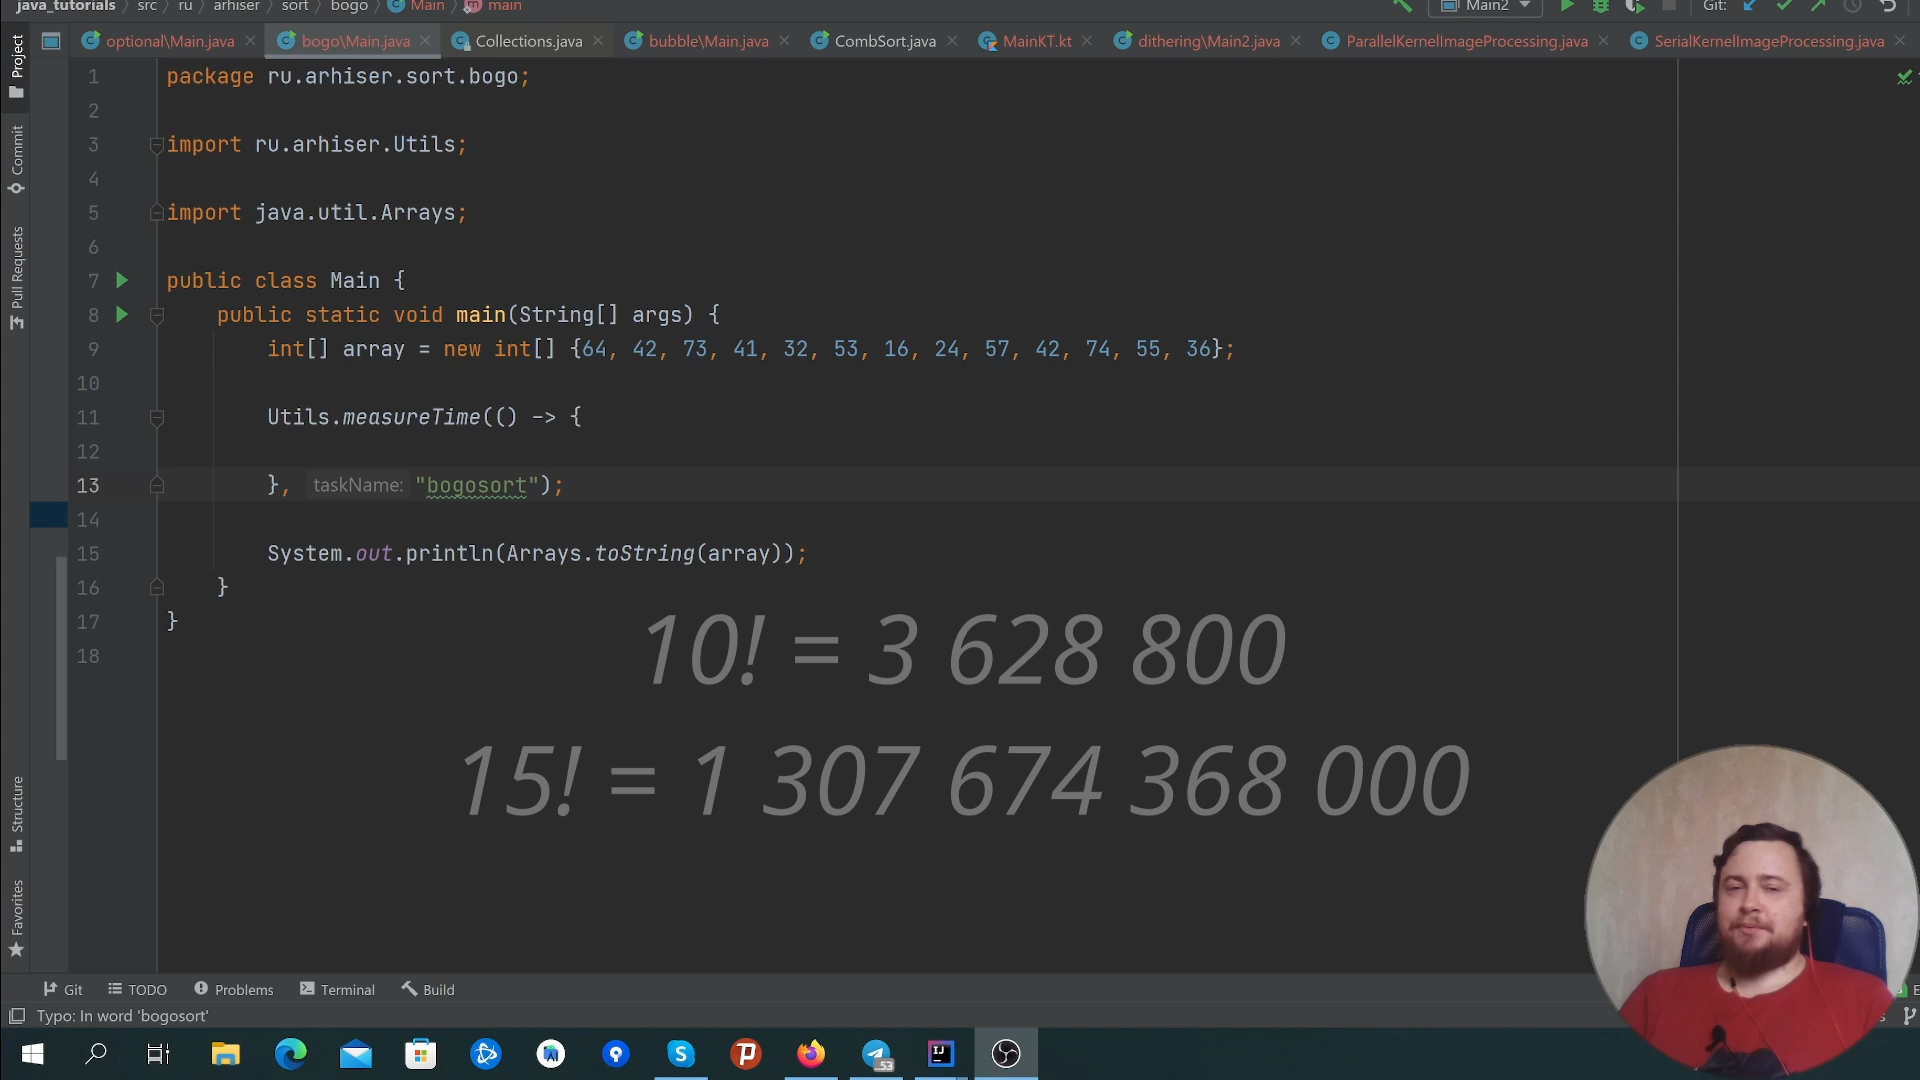 java_tutorials src ru arhiser sort bogo Main main Main2 Git:
optional\Main.java bogo\Main.java Collections.java bubble\Main.java CombSort.java MainKT.kt dithering\Main2.java ParallelKernelImageProcessing.java SerialKernelImageProcessing.java
Project
Commit
Pull Requests
Structure
Favorites
1 package ru.arhiser.sort.bogo;
2
3 import ru.arhiser.Utils;
4
5 import java.util.Arrays;
6
7 public class Main {
8 public static void main(String[] args) {
9 int[] array = new int[] {64, 42, 73, 41, 32, 53, 16, 24, 57, 42, 74, 55, 36};
10
11 Utils.measureTime(() -> {
12
13 }, taskName: "bogosort");
14
15 System.out.println(Arrays.toString(array));
16 }
17 }
18
10! = 3 628 800
15! = 1 307 674 368 000
Git TODO Problems Terminal Build
Typo: In word 'bogosort'
53